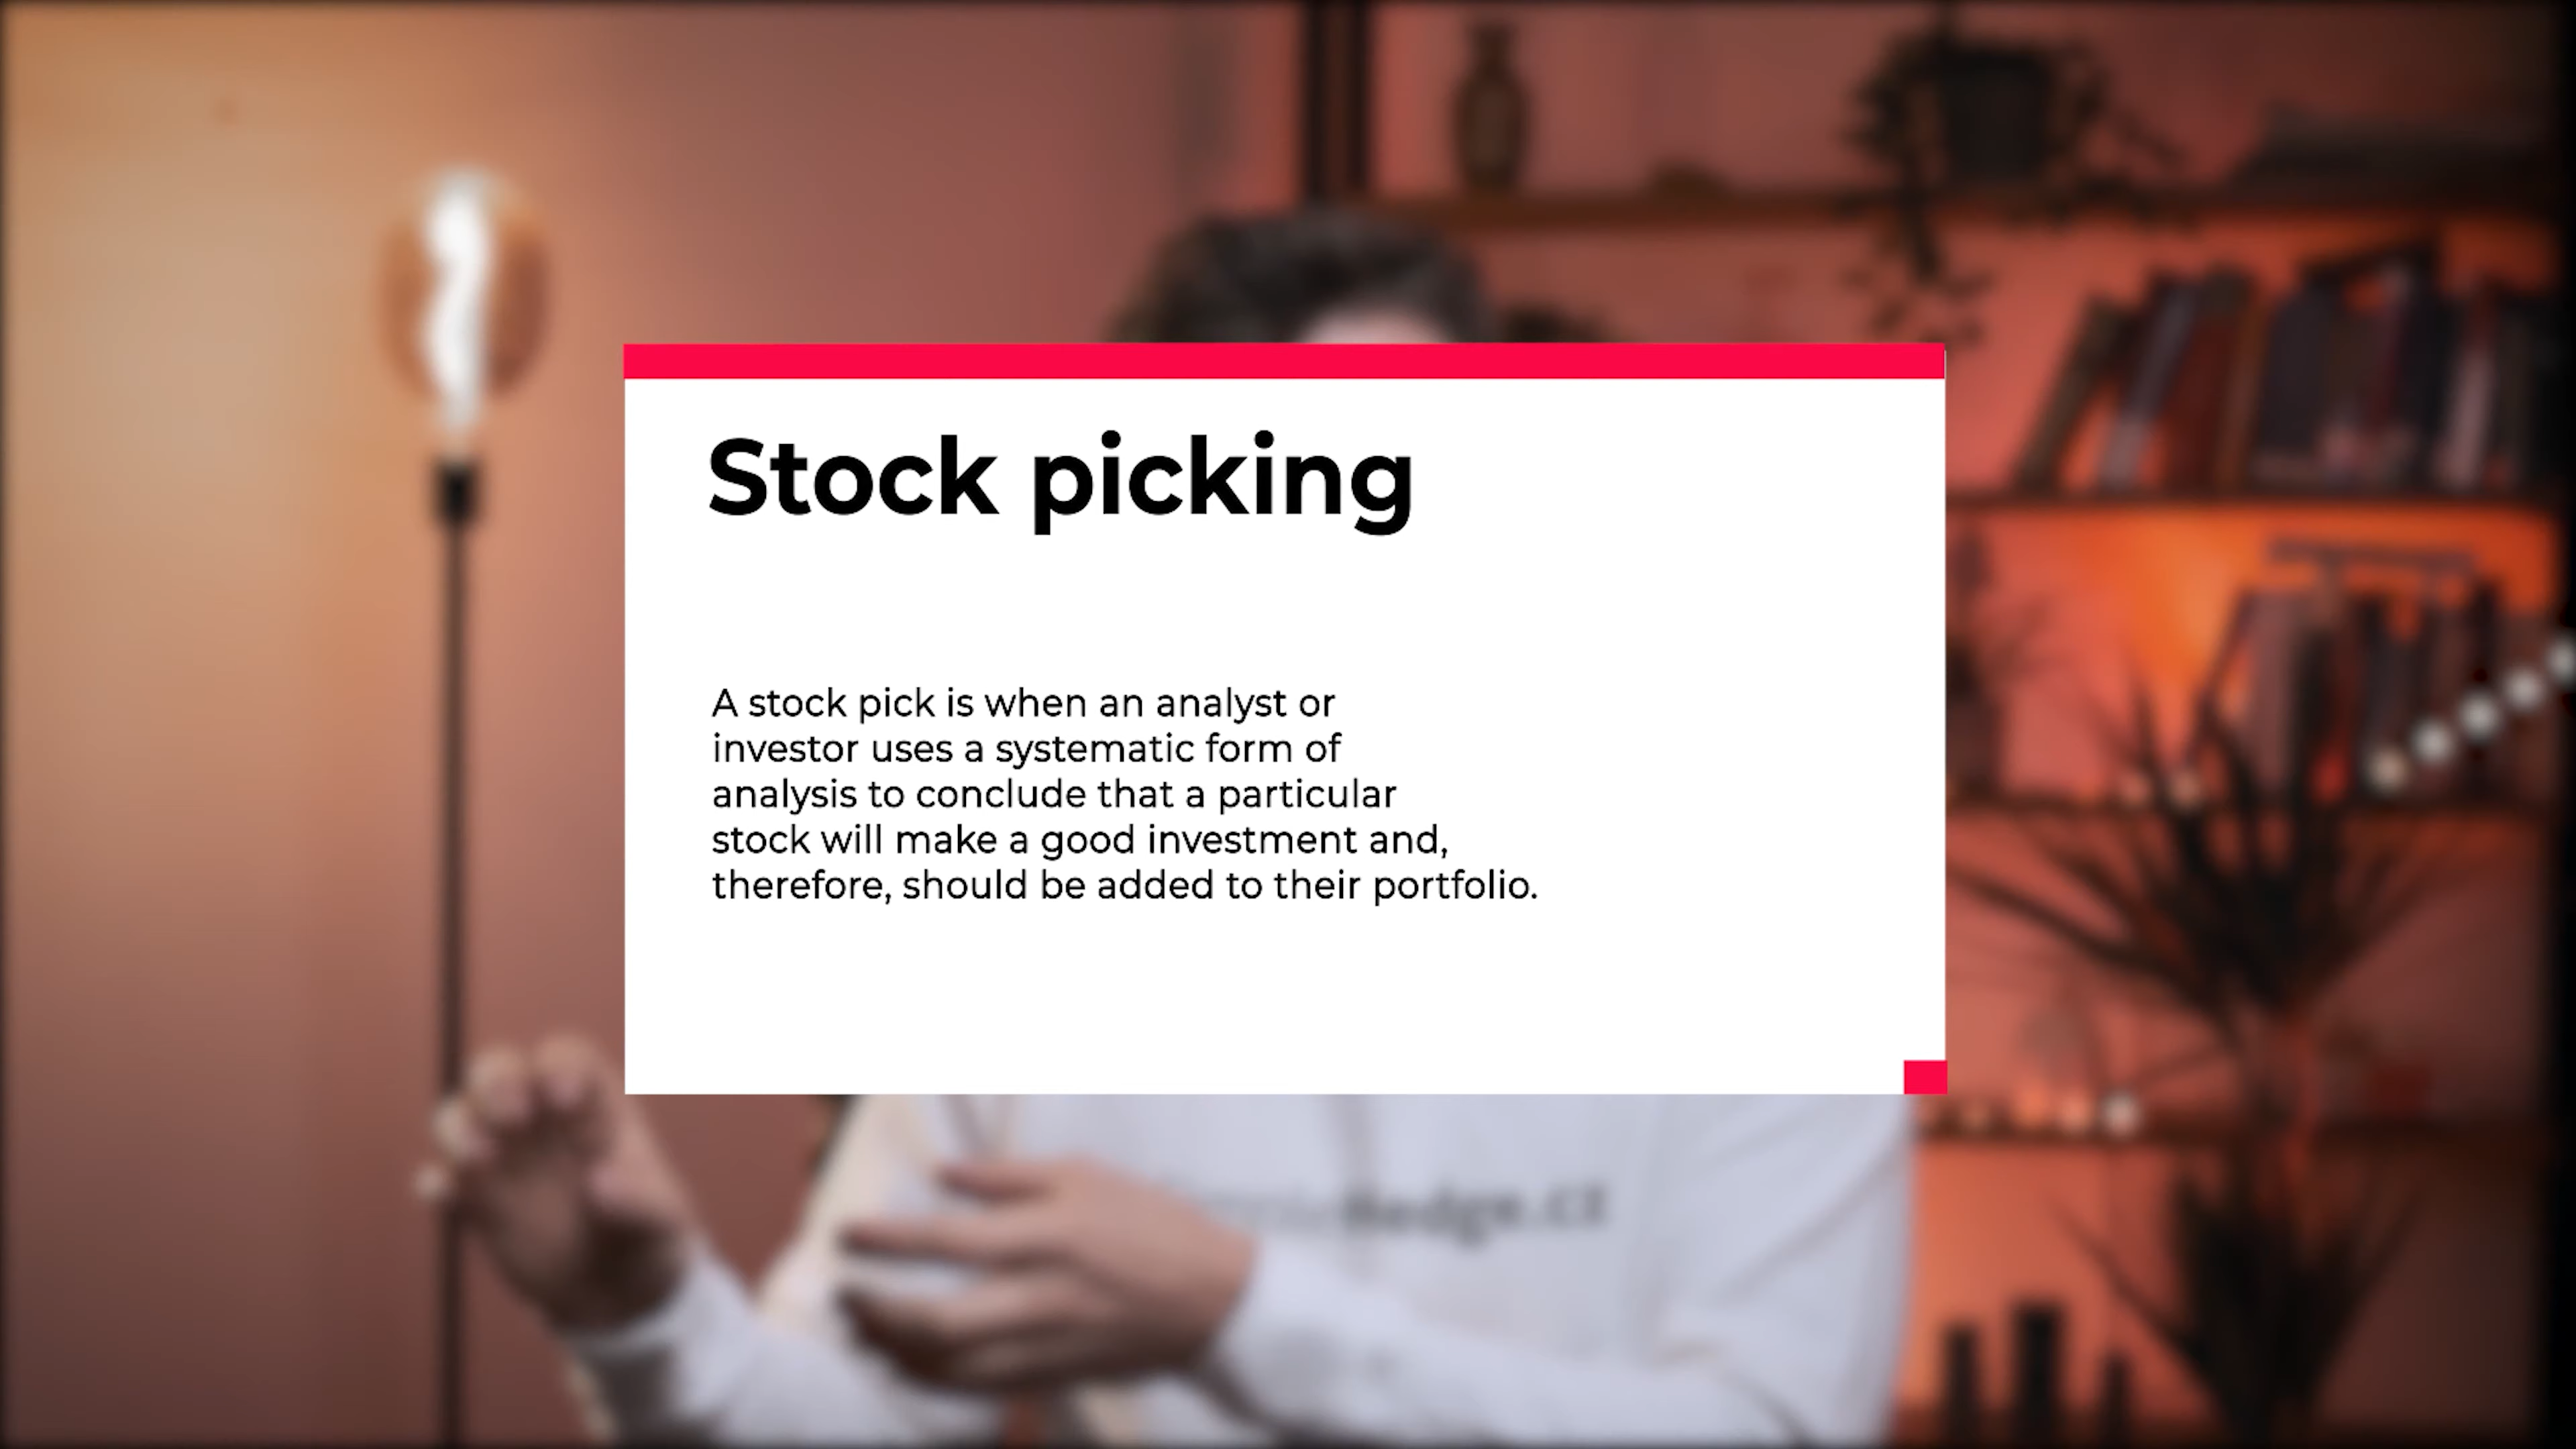 Stock picking
A stock pick is when an analyst or
investor uses a systematic form of
analysis to conclude that a particular
stock will make a good investment and,
therefore, should be added to their portfolio.